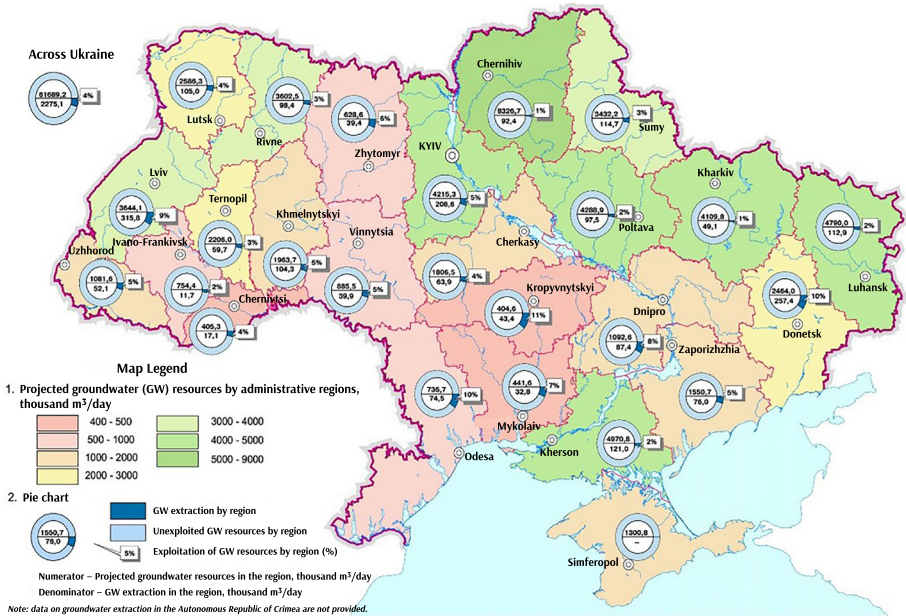 Across Ukraine
61689,2
2275,1
4%
2586,3
105,0
4%
Lutsk
3602,5
98,4
3%
Rivne
628,6
39,4
6%
Zhytomyr
KYIV
4215,3
208,6
5%
Chernihiv
8326,7
92,4
1%
3432,2
114,7
3%
Sumy
Lviv
3644,1
315,8
9%
Ternopil
2206,0
59,7
3%
Khmelnytskyi
1963,7
104,3
5%
Vinnytsia
885,5
39,9
5%
Cherkasy
1806,5
63,9
4%
4288,9
97,5
2%
Poltava
Kharkiv
4109,8
49,1
1%
4790,0
112,9
2%
Luhansk
Uzhhorod
1081,6
52,1
5%
Ivano-Frankivsk
754,4
11,7
2%
Chernivtsi
405,3
17,1
4%
Kropyvnytskyi
404,6
43,4
11%
Dnipro
1092,6
87,4
8%
Zaporizhzhia
1550,7
76,0
5%
2464,0
257,4
10%
Donetsk
736,7
74,5
10%
Odesa
441,6
32,8
7%
Mykolaiv
Kherson
4970,8
121,0
2%
1300,8
–
Simferopol
Map Legend
1. Projected groundwater (GW) resources by administrative regions,
thousand m³/day
400 - 500
500 - 1000
1000 - 2000
2000 - 3000
3000 - 4000
4000 - 5000
5000 - 9000
2. Pie chart
1550,7
76,0
5%
GW extraction by region
Unexploited GW resources by region
Exploitation of GW resources by region (%)
Numerator – Projected groundwater resources in the region, thousand m³/day
Denominator – GW extraction in the region, thousand m³/day
Note: data on groundwater extraction in the Autonomous Republic of Crimea are not provided.